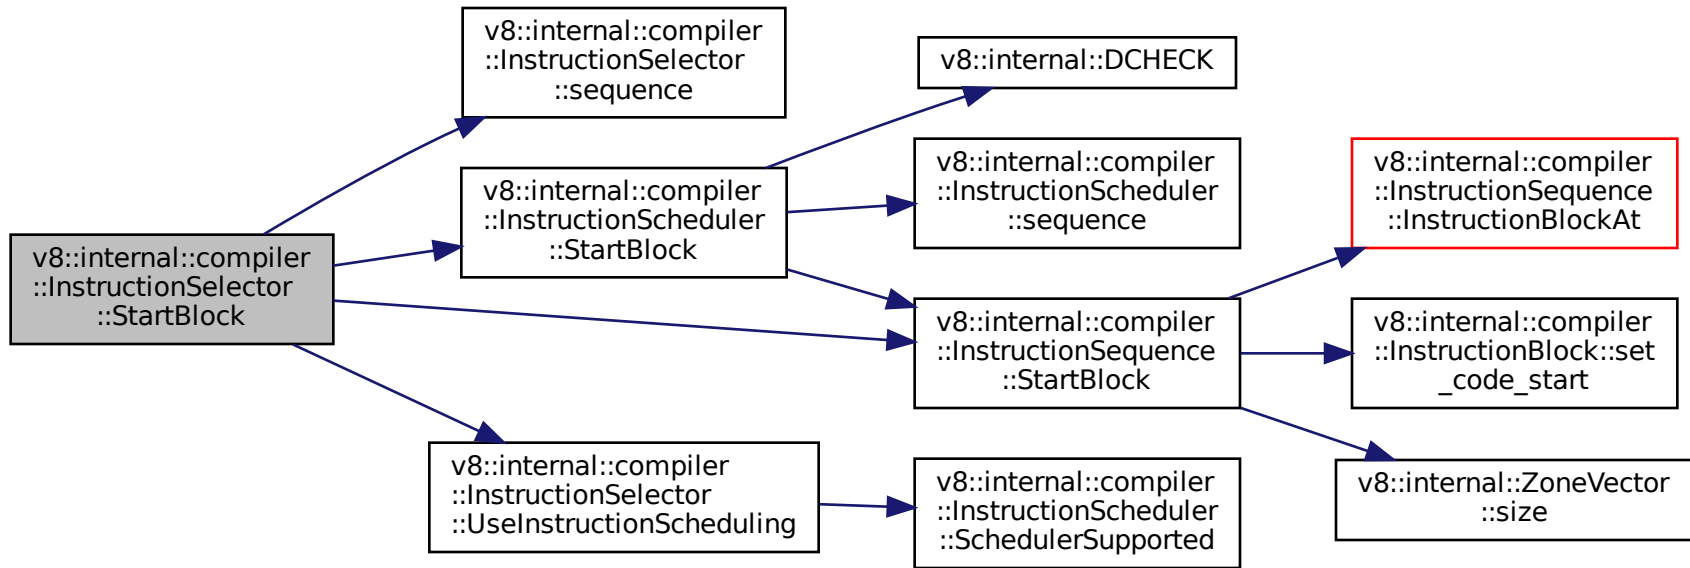 v8::internal::compiler
::InstructionSelector
::StartBlock
v8::internal::compiler
::InstructionSelector
::sequence
v8::internal::compiler
::InstructionScheduler
::StartBlock
v8::internal::compiler
::InstructionSelector
::UseInstructionScheduling
v8::internal::DCHECK
v8::internal::compiler
::InstructionScheduler
::sequence
v8::internal::compiler
::InstructionSequence
::StartBlock
v8::internal::compiler
::InstructionScheduler
::SchedulerSupported
v8::internal::compiler
::InstructionSequence
::InstructionBlockAt
v8::internal::compiler
::InstructionBlock::set
_code_start
v8::internal::ZoneVector
::size